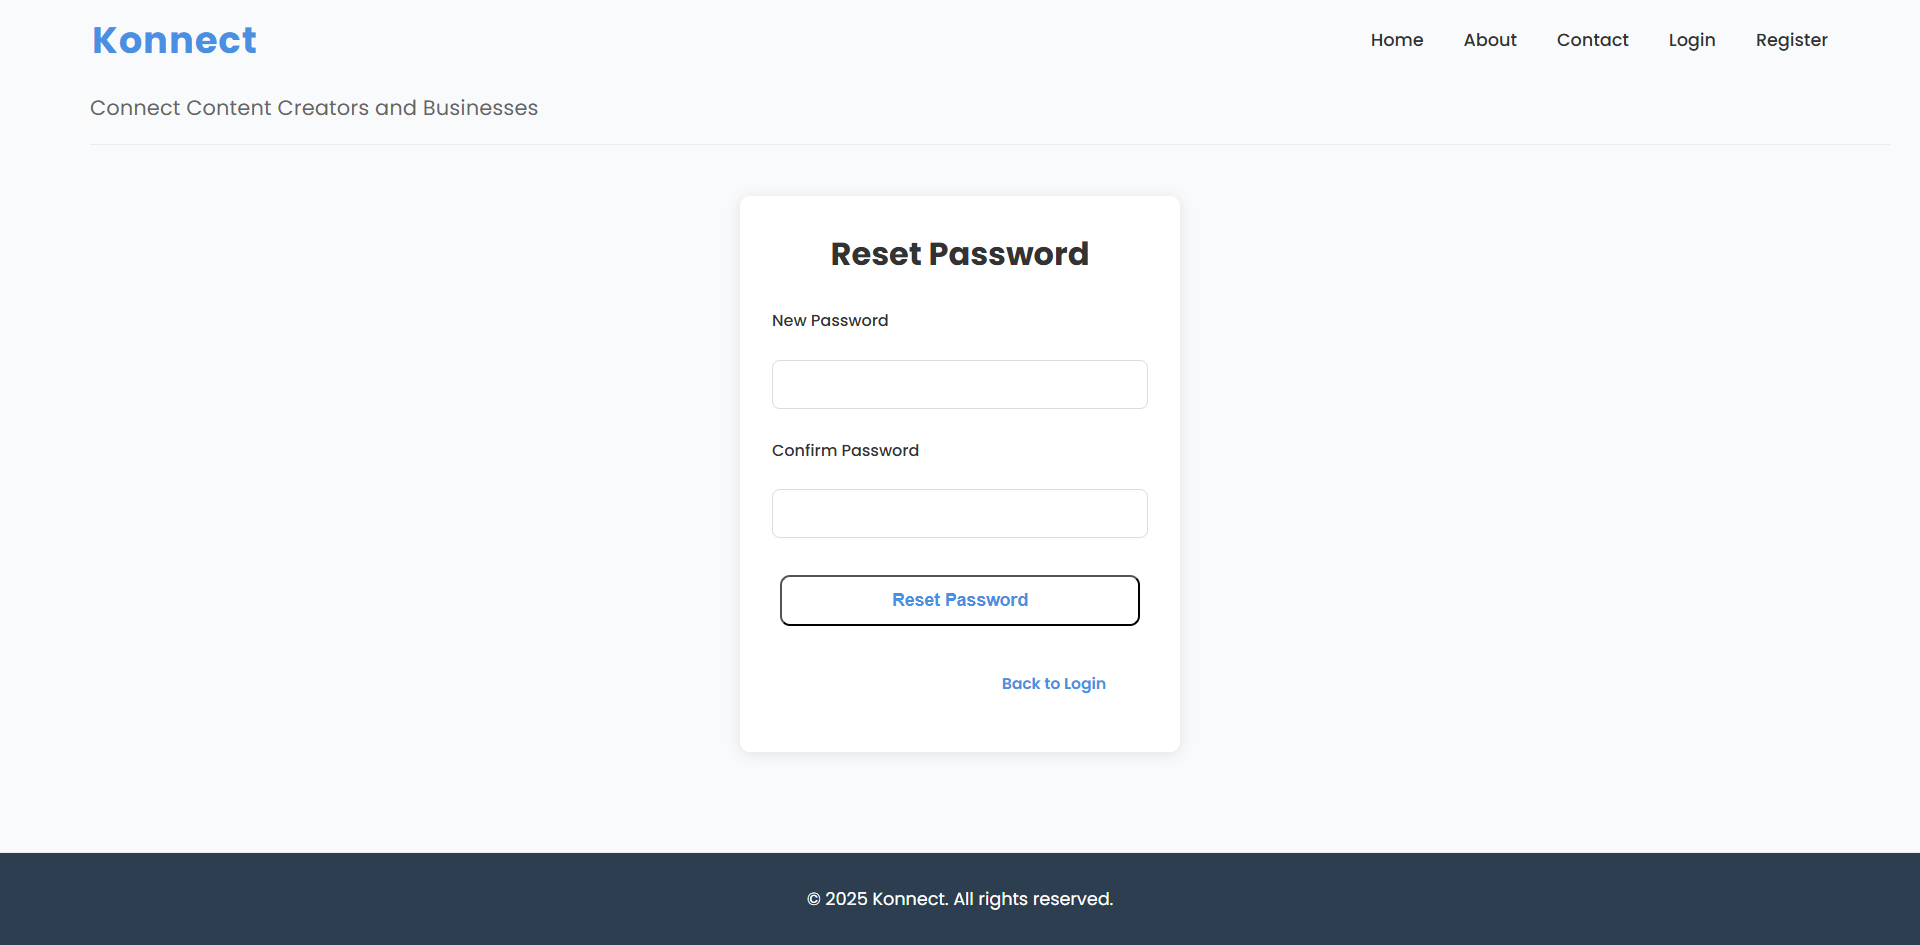 Konnect
Home About Contact Login Register
Connect Content Creators and Businesses
Reset Password
New Password
Confirm Password
Reset Password
Back to Login
© 2025 Konnect. All rights reserved.